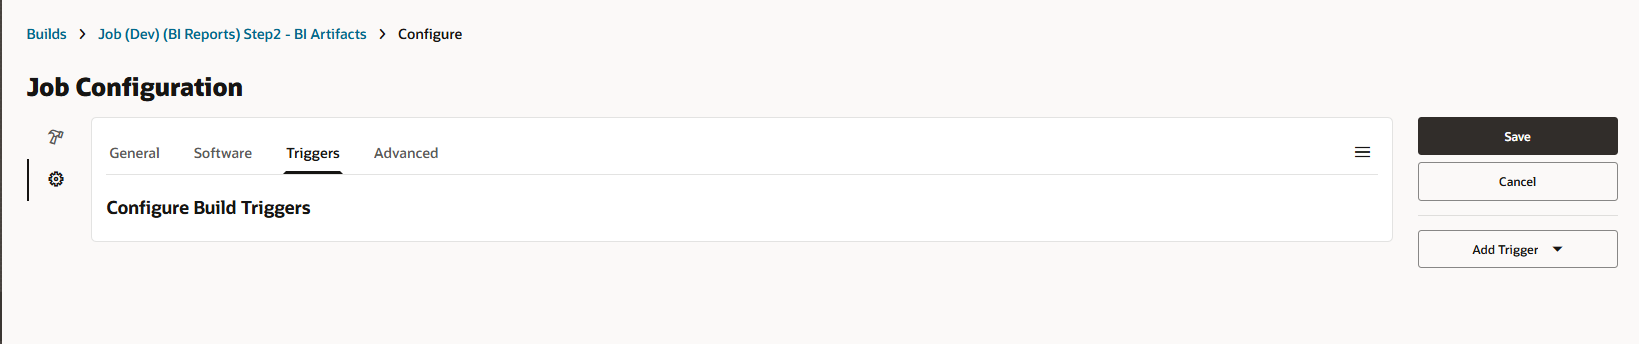 Builds > Job (Dev) (BI Reports) Step2 - BI Artifacts > Configure
Job Configuration
General Software Triggers Advanced
Configure Build Triggers
Save
Cancel
Add Trigger